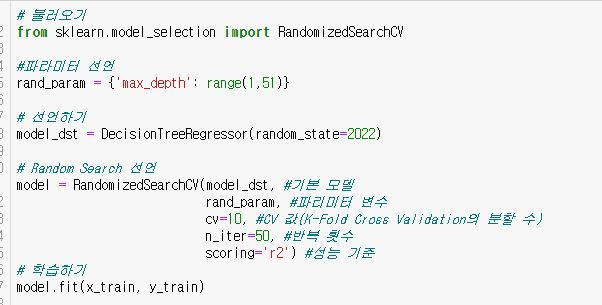 # 불러오기
from sklearn.model_selection import RandomizedSearchCV
#파라미터 선언
rand_param = {'max_depth': range(1,51)}
# 선언하기
model_dst = DecisionTreeRegressor(random_state=2022)
# Random Search 선언
model = RandomizedSearchCV(model_dst, #기본 모델
rand_param, #파리미터 변수
cv=10, #CV 값(K-Fold Cross Validation의 분할 수)
n_iter=50, #반복 횟수
scoring='r2') #성능 기준
# 학습하기
model.fit(x_train, y_train)